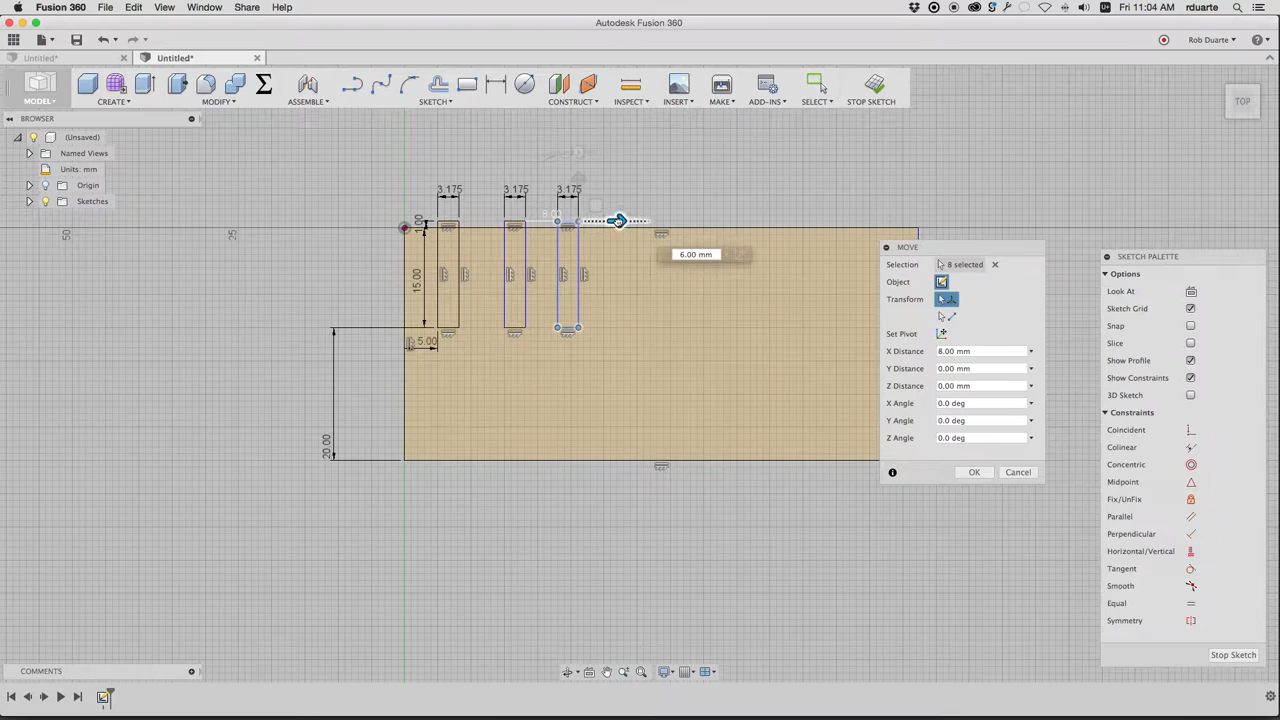 Fusion 360 File Edit View Window Share Help
Fri 11:04 AM rduarte
Autodesk Fusion 360
Rob Duarte
Untitled* Untitled*
MODEL CREATE MODIFY ASSEMBLE SKETCH CONSTRUCT INSPECT INSERT MAKE ADD-INS SELECT STOP SKETCH
BROWSER
TOP
(Unsaved)
Named Views
Units: mm
Origin
Sketches
3.175 3.175 3.175
8.00
1.00
50 25
15.00
6.00 mm
5.00
20.00
MOVE
Selection 8 selected
Object
Transform
Set Pivot
X Distance 8.00 mm
Y Distance 0.00 mm
Z Distance 0.00 mm
X Angle 0.0 deg
Y Angle 0.0 deg
Z Angle 0.0 deg
OK Cancel
SKETCH PALETTE
Options
Look At
Sketch Grid
Snap
Slice
Show Profile
Show Constraints
3D Sketch
Constraints
Coincident
Colinear
Concentric
Midpoint
Fix/UnFix
Parallel
Perpendicular
Horizontal/Vertical
Tangent
Smooth
Equal
Symmetry
Stop Sketch
COMMENTS